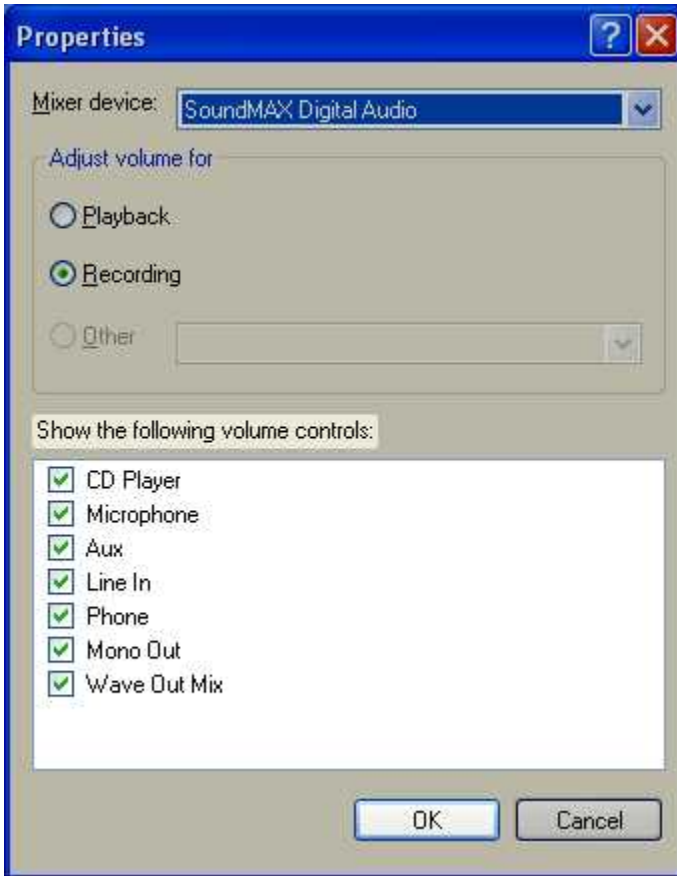 Properties
Mixer device: SoundMAX Digital Audio
Adjust volume for
Playback
Recording
Other
Show the following volume controls:
CD Player
Microphone
Aux
Line In
Phone
Mono Out
Wave Out Mix
OK Cancel